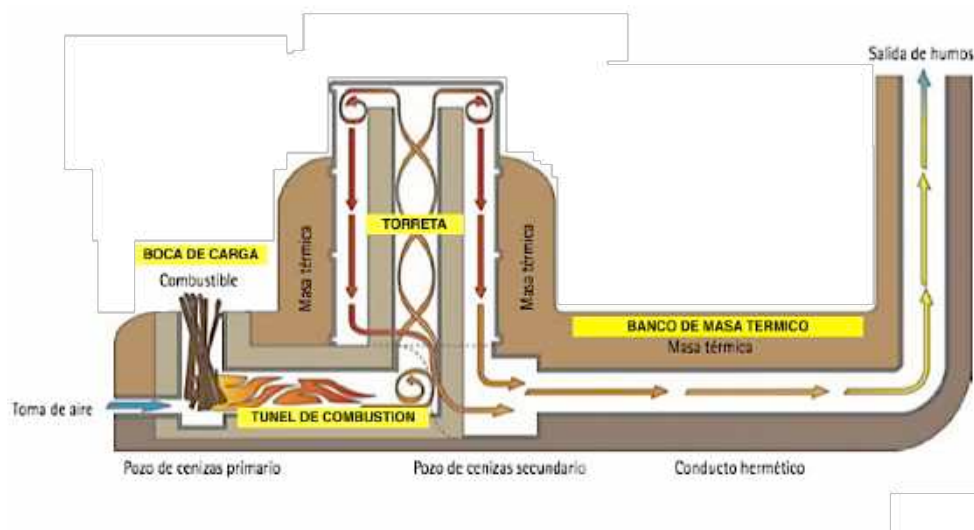 Salida de humos
TORRETA
BOCA DE CARGA
Combustible
Masa térmica
Masa térmica
BANCO DE MASA TERMICO
Masa térmica
Toma de aire
TUNEL DE COMBUSTION
Pozo de cenizas primario
Pozo de cenizas secundario
Conducto hermético